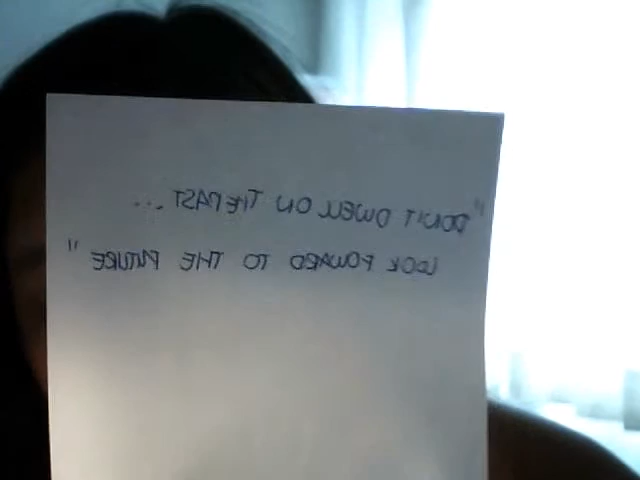 "DON'T DWELL ON THE PAST ...
LOOK FOWARD TO THE FUTURE "